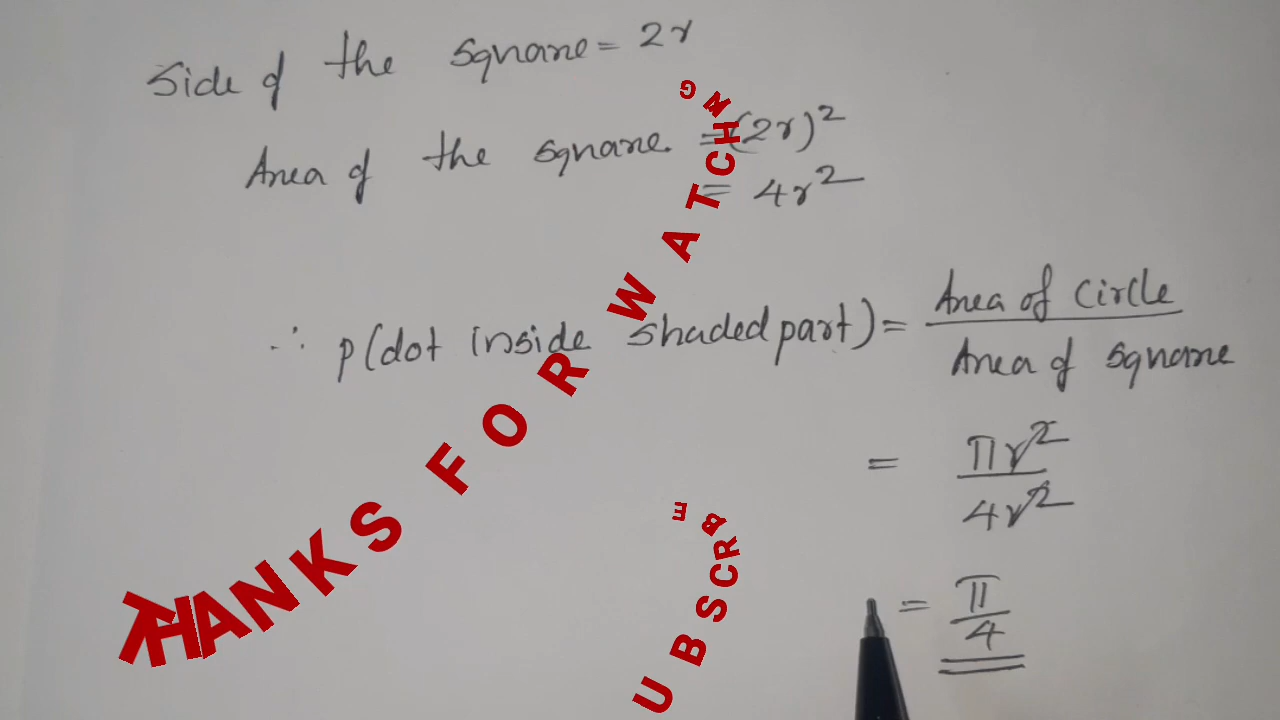 Side of the square = 2r
Area of the square = (2r)²
= 4r²
∴ p(dot inside shaded part) = Area of Circle / Area of square
= πr² / 4r²
= π / 4
THANKS FOR WATCHING
SUBSCRIBE